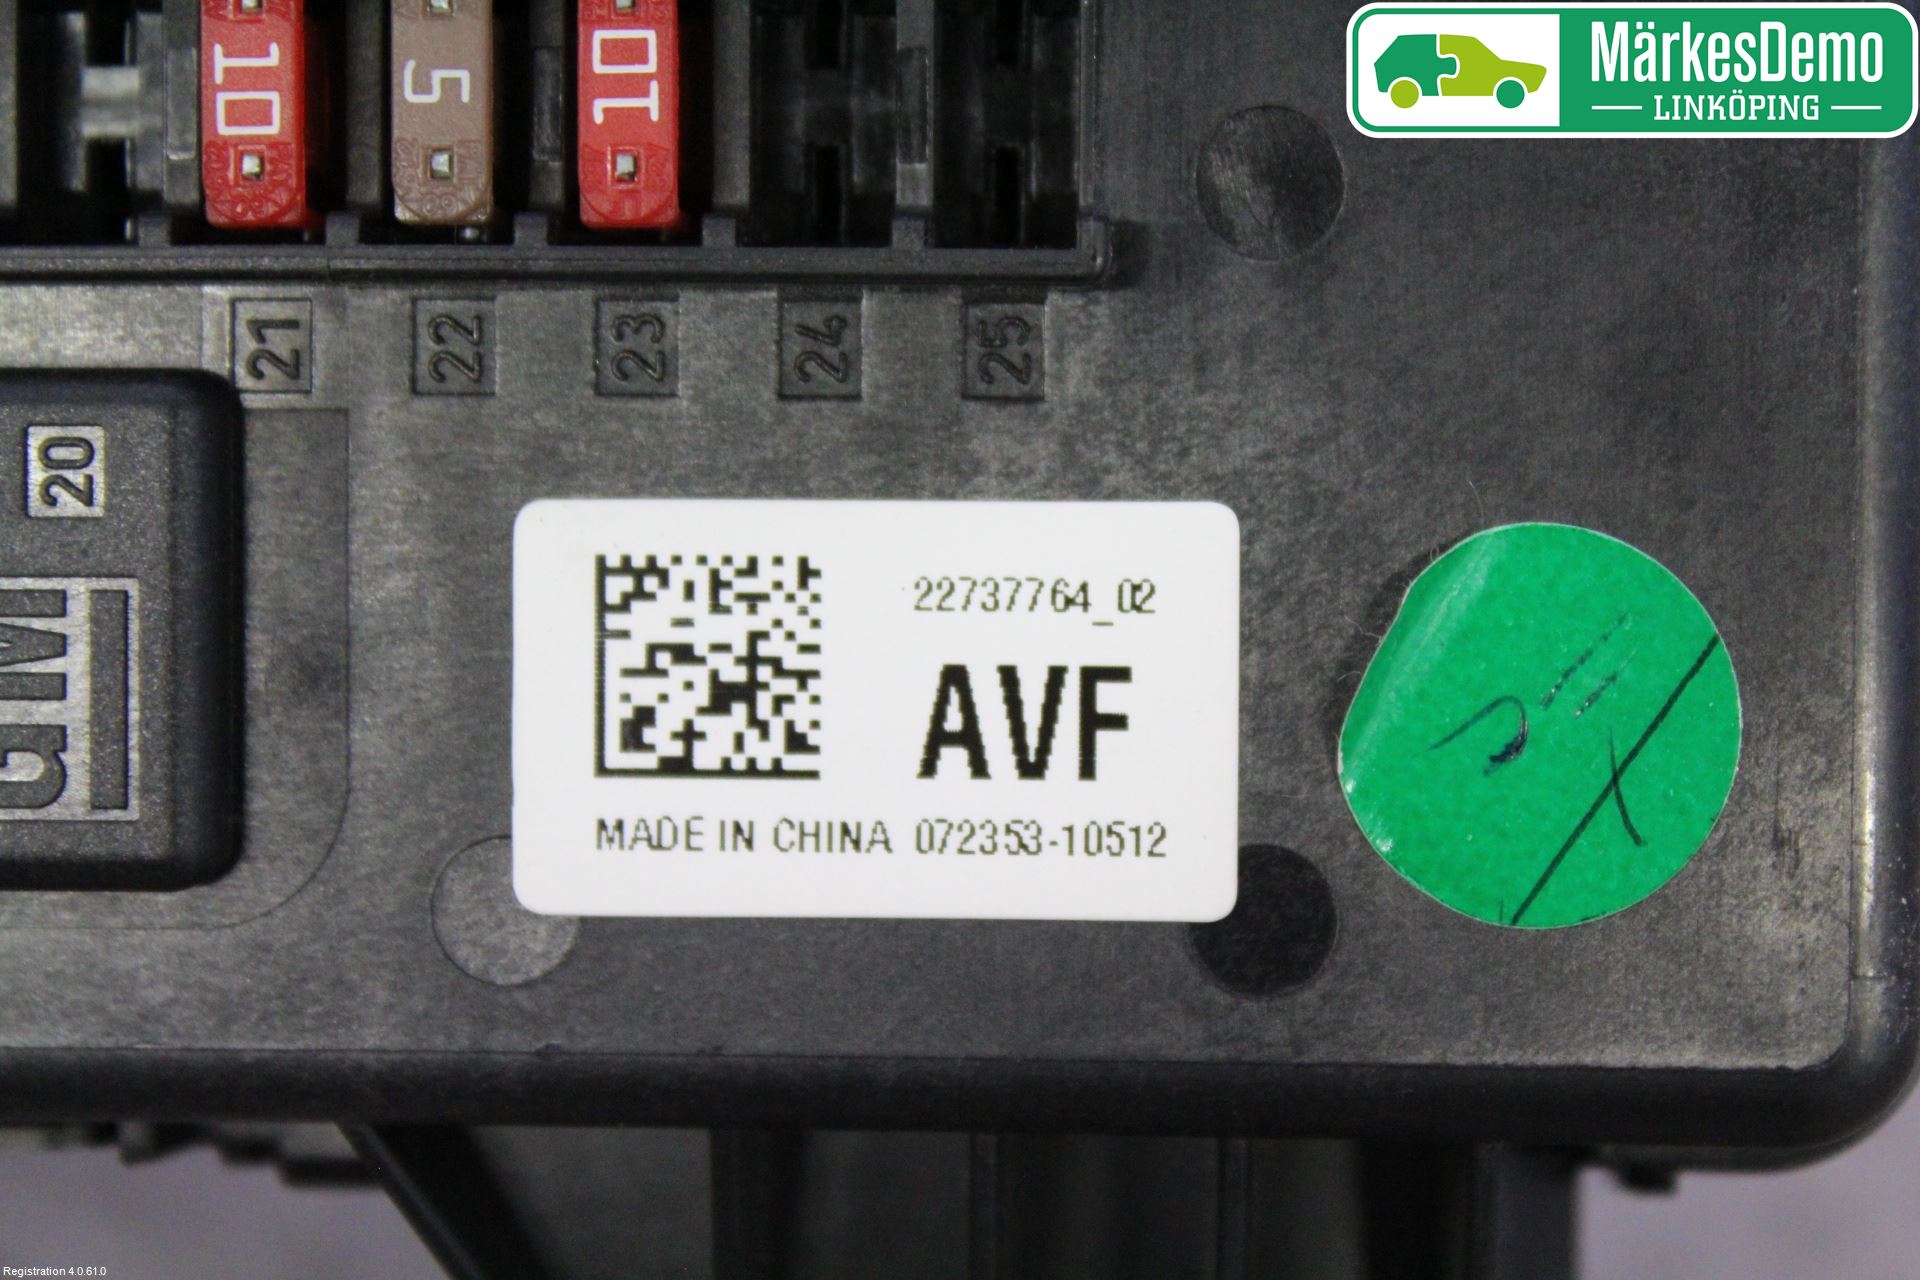 10
5
10
MärkesDemo
LINKÖPING
21
22
23
24
25
20
GM
22737764_02
AVF
MADE IN CHINA 072353-10512
Registration 4.0.61.0